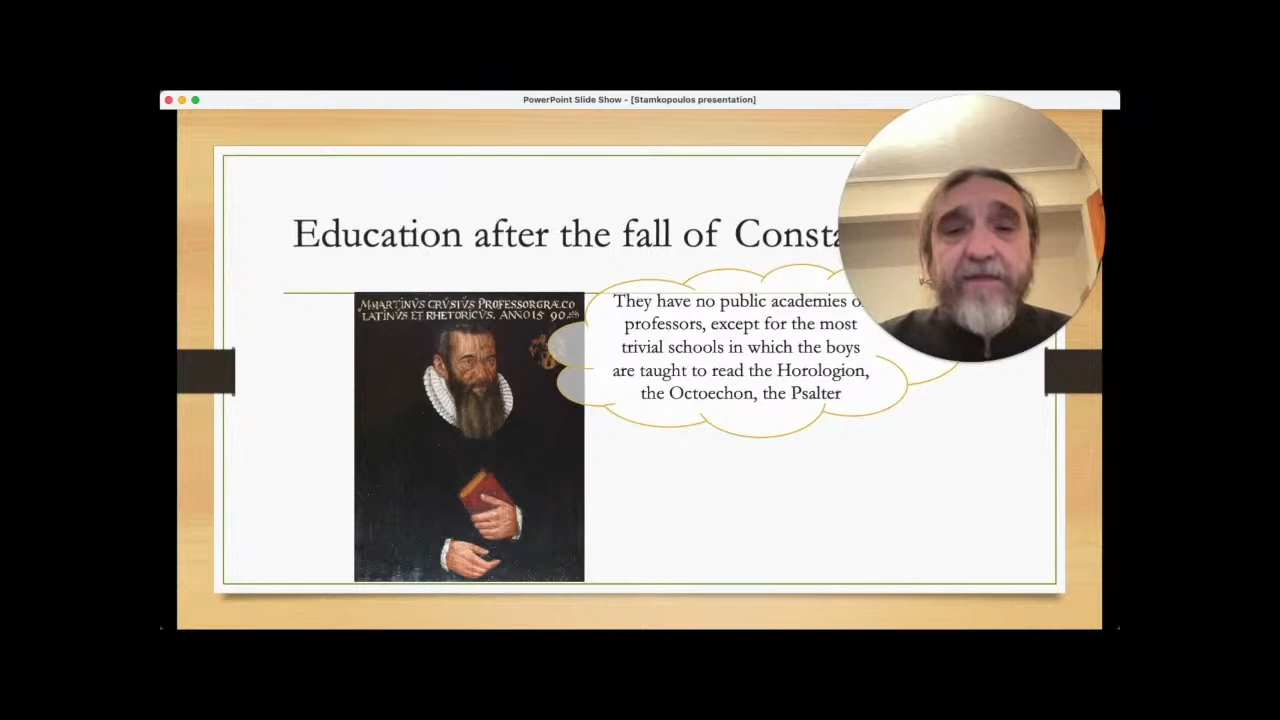 PowerPoint Slide Show - [Stamkopoulos presentation]
Education after the fall of Consta
MARTINVS CRVSIVS PROFESSOR GRÆCO
LATINVS ET RHETORICVS. ANNO 15 90
They have no public academies o
professors, except for the most
trivial schools in which the boys
are taught to read the Horologion,
the Octoechon, the Psalter